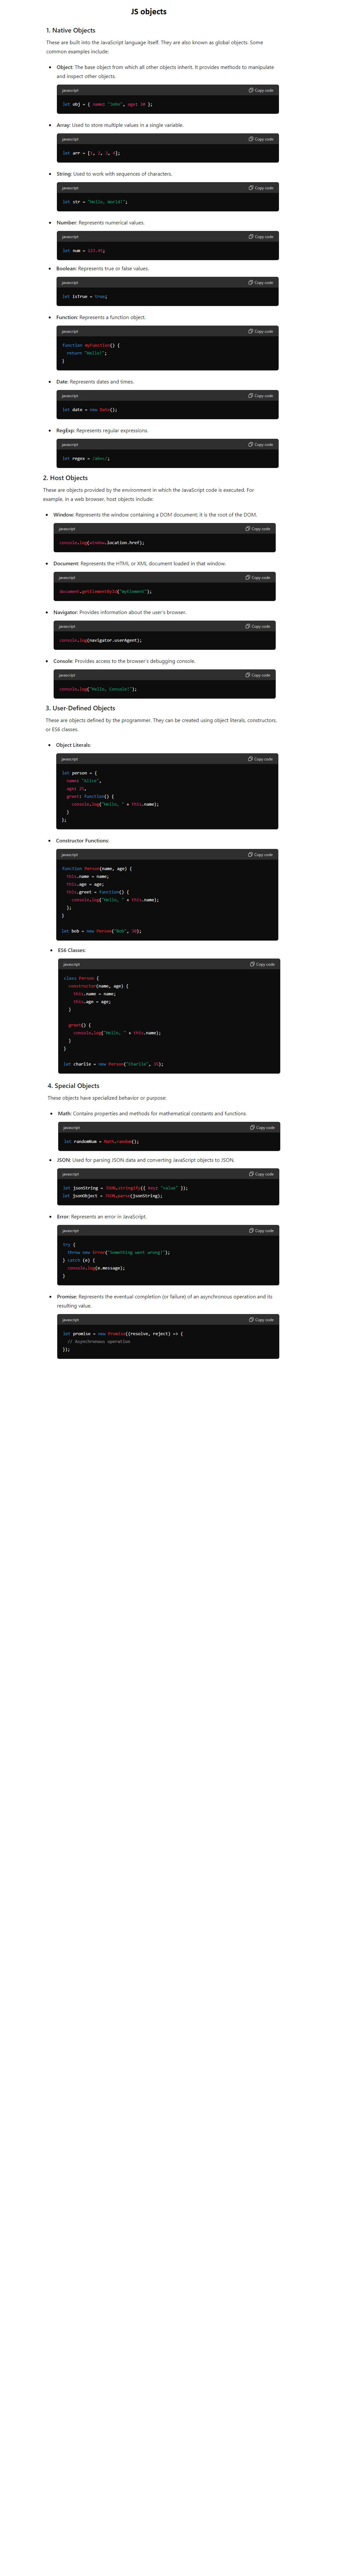 JS objects
1. Native Objects
These are built into the JavaScript language itself. They are also known as global objects. Some
common examples include:
• Object: The base object from which all other objects inherit. It provides methods to manipulate
and inspect other objects.
javascript Copy code
let obj = { name: "John", age: 30 };
• Array: Used to store multiple values in a single variable.
javascript Copy code
let arr = [1, 2, 3, 4];
• String: Used to work with sequences of characters.
javascript Copy code
let str = "Hello, World!";
• Number: Represents numerical values.
javascript Copy code
let num = 123.45;
• Boolean: Represents true or false values.
javascript Copy code
let isTrue = true;
• Function: Represents a function object.
javascript Copy code
function myFunction() {
return "Hello!";
}
• Date: Represents dates and times.
javascript Copy code
let date = new Date();
• RegExp: Represents regular expressions.
javascript Copy code
let regex = /abc/;
2. Host Objects
These are objects provided by the environment in which the JavaScript code is executed. For
example, in a web browser, host objects include:
• Window: Represents the window containing a DOM document; it is the root of the DOM.
javascript Copy code
console.log(window.location.href);
• Document: Represents the HTML or XML document loaded in that window.
javascript Copy code
document.getElementById("myElement");
• Navigator: Provides information about the user's browser.
javascript Copy code
console.log(navigator.userAgent);
• Console: Provides access to the browser's debugging console.
javascript Copy code
console.log("Hello, Console!");
3. User-Defined Objects
These are objects defined by the programmer. They can be created using object literals, constructors,
or ES6 classes.
• Object Literals:
javascript Copy code
let person = {
name: "Alice",
age: 25,
greet: function() {
console.log("Hello, " + this.name);
}
};
• Constructor Functions:
javascript Copy code
function Person(name, age) {
this.name = name;
this.age = age;
this.greet = function() {
console.log("Hello, " + this.name);
};
}
let bob = new Person("Bob", 30);
• ES6 Classes:
javascript Copy code
class Person {
constructor(name, age) {
this.name = name;
this.age = age;
}
greet() {
console.log("Hello, " + this.name);
}
}
let charlie = new Person("Charlie", 35);
4. Special Objects
These objects have specialized behavior or purpose:
• Math: Contains properties and methods for mathematical constants and functions.
javascript Copy code
let randomNum = Math.random();
• JSON: Used for parsing JSON data and converting JavaScript objects to JSON.
javascript Copy code
let jsonString = JSON.stringify({ key: "value" });
let jsonObject = JSON.parse(jsonString);
• Error: Represents an error in JavaScript.
javascript Copy code
try {
throw new Error("Something went wrong!");
} catch (e) {
console.log(e.message);
}
• Promise: Represents the eventual completion (or failure) of an asynchronous operation and its
resulting value.
javascript Copy code
let promise = new Promise((resolve, reject) => {
// Asynchronous operation
});